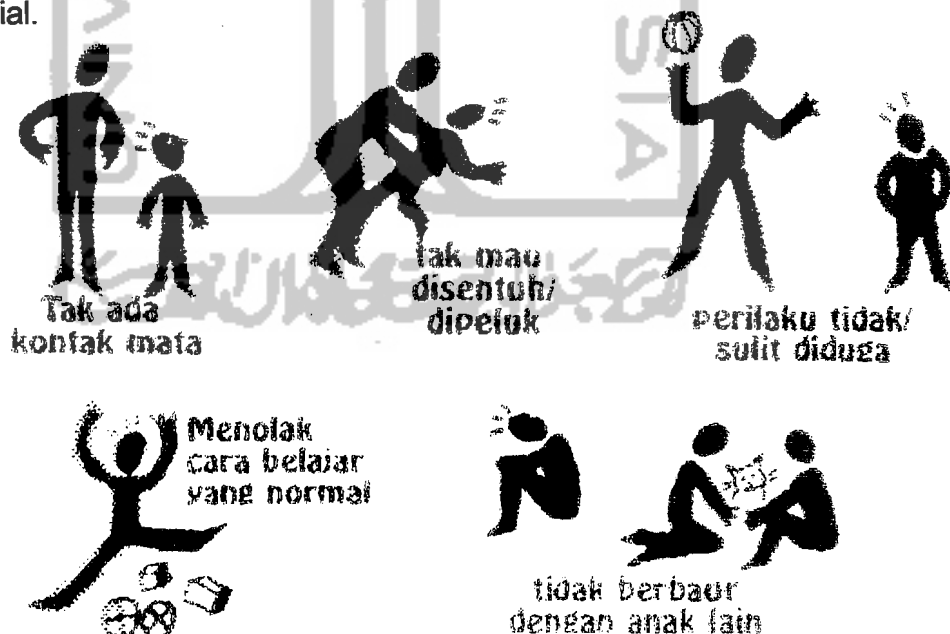 ial.
Tak ada
kontak mata
tak mau
disentuh/
dipeluk
perilaku tidak/
sulit diduga
Menolak
cara belajar
yang normal
tidak berbaur
dengan anak lain